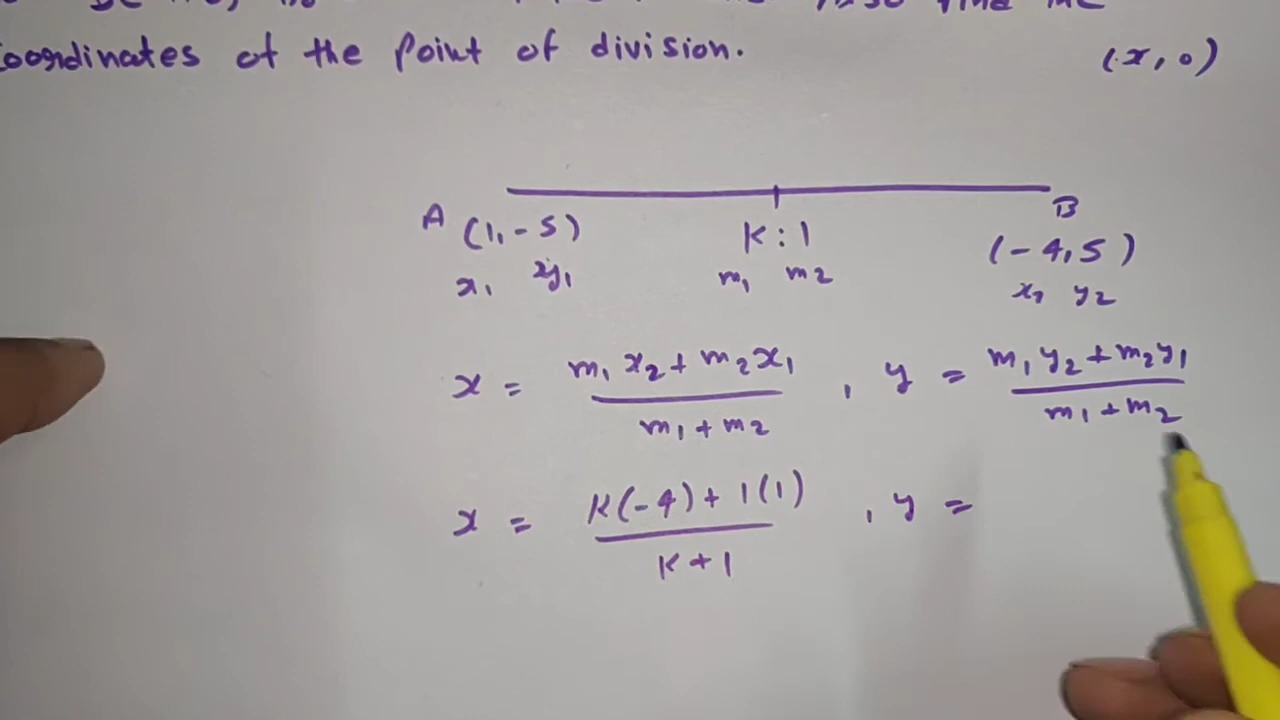 coordinates of the point of division. (x, 0)
A B
(1, -5) K : 1 (-4, 5)
x₁ y₁ m₁ m₂ x₂ y₂
x = m₁x₂ + m₂x₁ / m₁ + m₂ , y = m₁y₂ + m₂y₁ / m₁ + m₂
x = K(-4) + 1(1) / K + 1 , y =